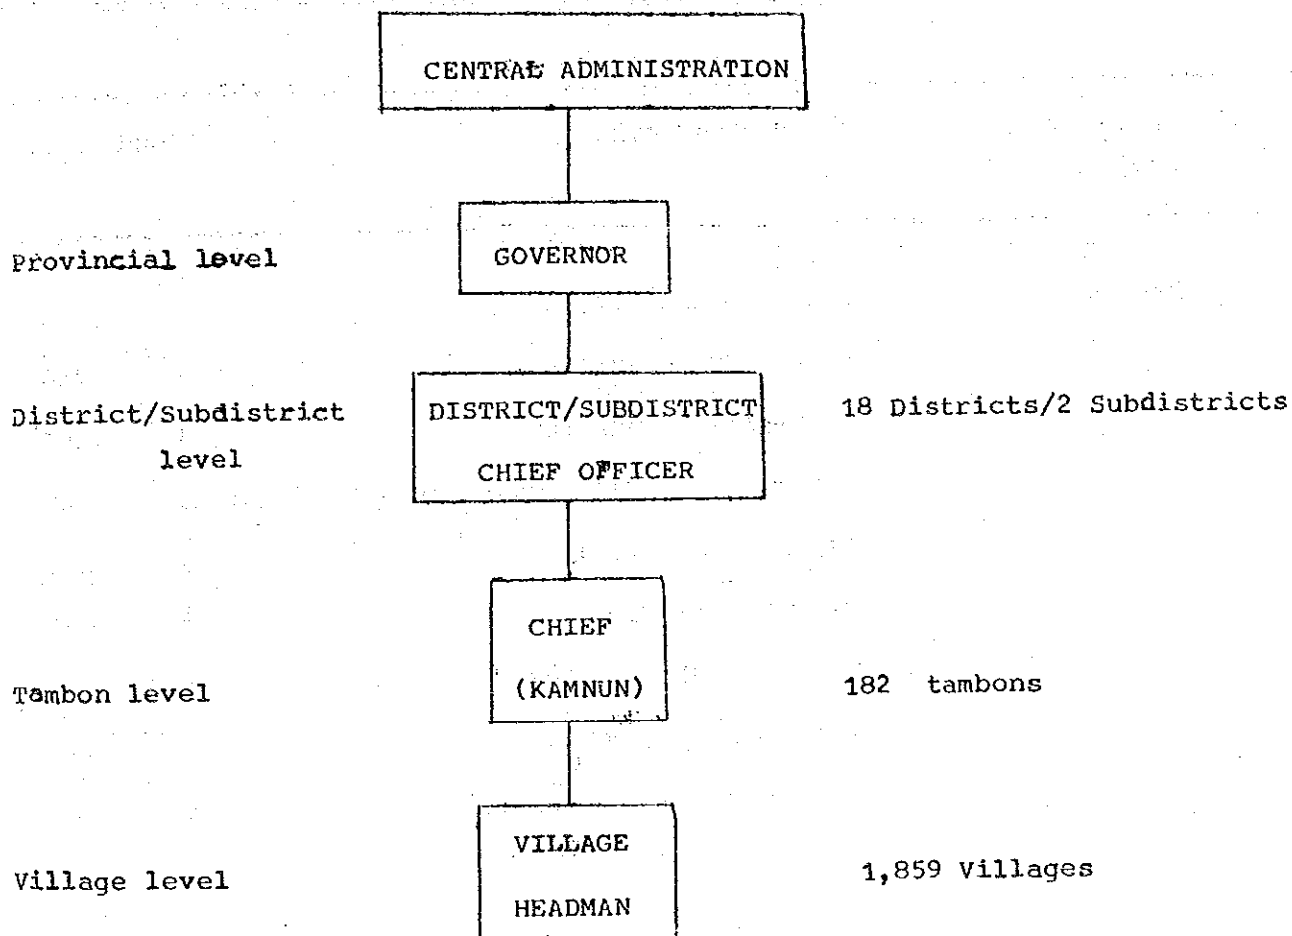 CENTRAL ADMINISTRATION
Provincial level
GOVERNOR
District/Subdistrict
level
DISTRICT/SUBDISTRICT
CHIEF OFFICER
18 Districts/2 Subdistricts
Tambon level
CHIEF
(KAMNUN)
182 tambons
Village level
VILLAGE
HEADMAN
1,859 Villages